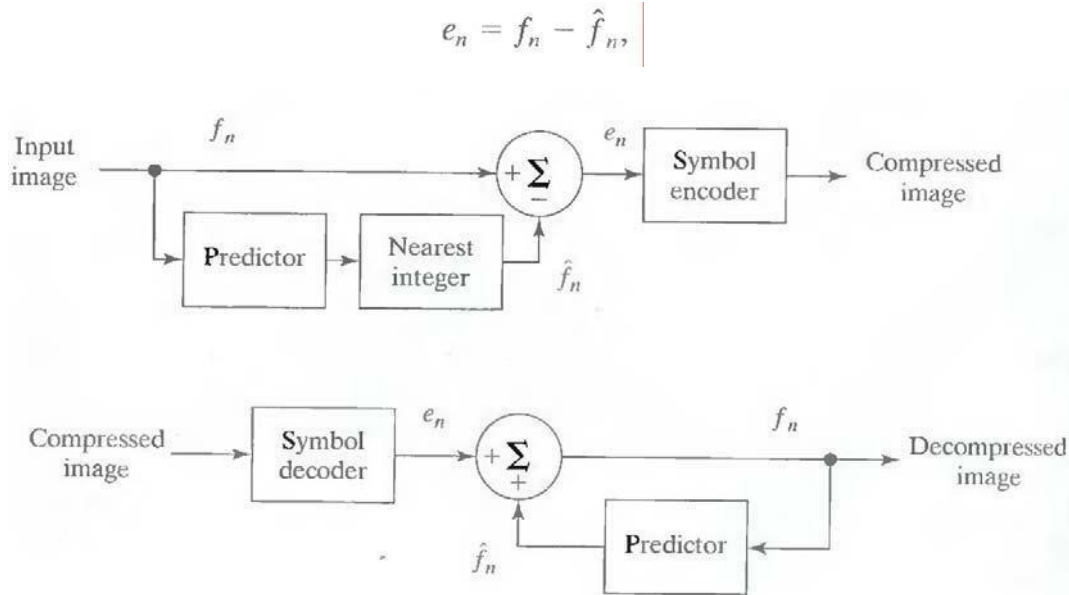 e_n = f_n − f̂_n,
f_n
e_n
Input
image
+ Σ
−
Symbol
encoder
Compressed
image
Predictor
Nearest
integer
f̂_n
Compressed
image
Symbol
decoder
e_n
+ Σ
+
f_n
Decompressed
image
f̂_n
Predictor